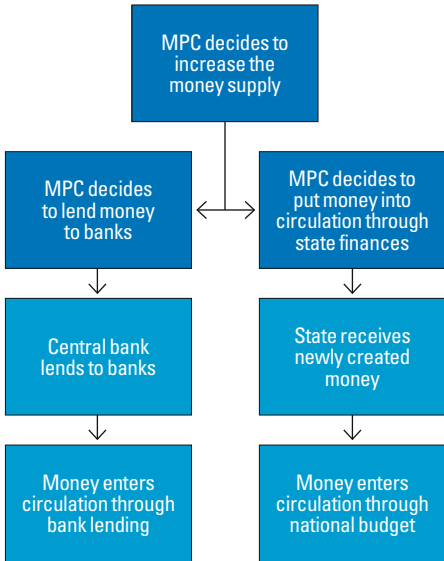 MPC decides to
increase the
money supply
MPC decides
to lend money
to banks
MPC decides to
put money into
circulation through
state finances
Central bank
lends to banks
State receives
newly created
money
Money enters
circulation through
bank lending
Money enters
circulation through
national budget